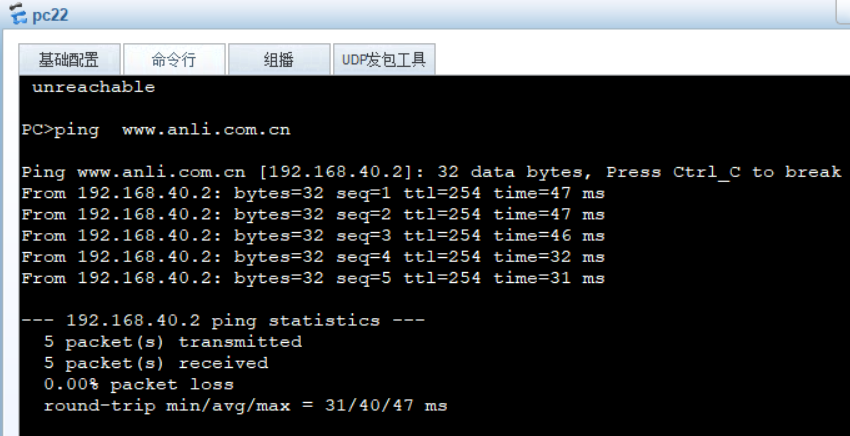 pc22
基础配置 命令行 组播 UDP发包工具
unreachable
PC>ping  www.anli.com.cn
Ping www.anli.com.cn [192.168.40.2]: 32 data bytes, Press Ctrl_C to break
From 192.168.40.2: bytes=32 seq=1 ttl=254 time=47 ms
From 192.168.40.2: bytes=32 seq=2 ttl=254 time=47 ms
From 192.168.40.2: bytes=32 seq=3 ttl=254 time=46 ms
From 192.168.40.2: bytes=32 seq=4 ttl=254 time=32 ms
From 192.168.40.2: bytes=32 seq=5 ttl=254 time=31 ms
--- 192.168.40.2 ping statistics ---
5 packet(s) transmitted
5 packet(s) received
0.00% packet loss
round-trip min/avg/max = 31/40/47 ms